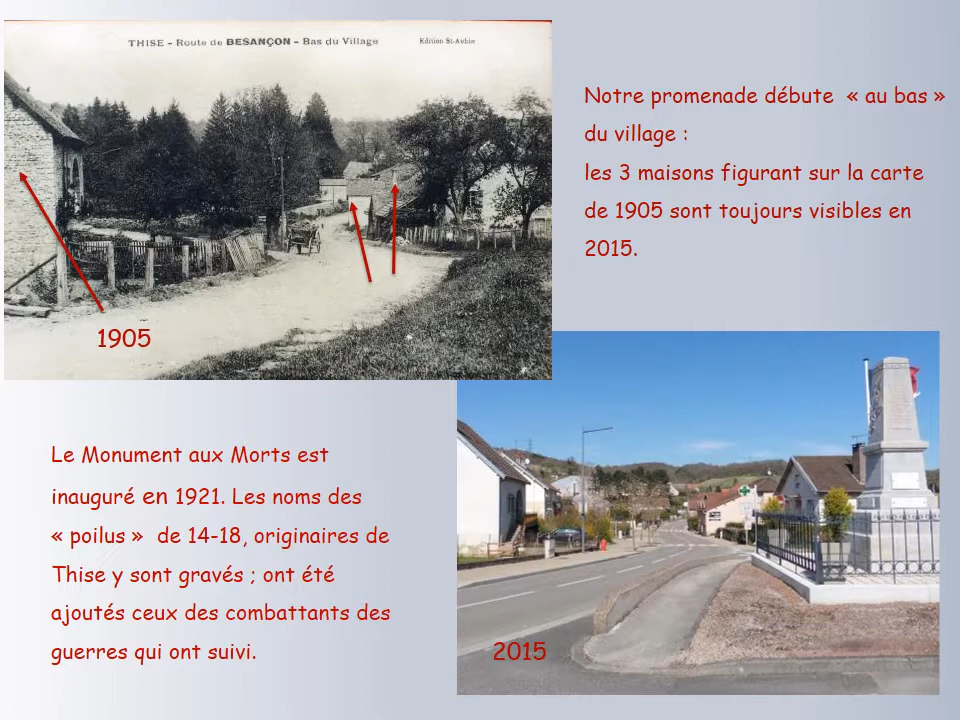 THISE - Route de BESANÇON - Bas du Village
Edition St-Aubin
1905
Notre promenade débute « au bas »
du village :
les 3 maisons figurant sur la carte
de 1905 sont toujours visibles en
2015.
Le Monument aux Morts est
inauguré en 1921. Les noms des
« poilus » de 14-18, originaires de
Thise y sont gravés ; ont été
ajoutés ceux des combattants des
guerres qui ont suivi.
2015